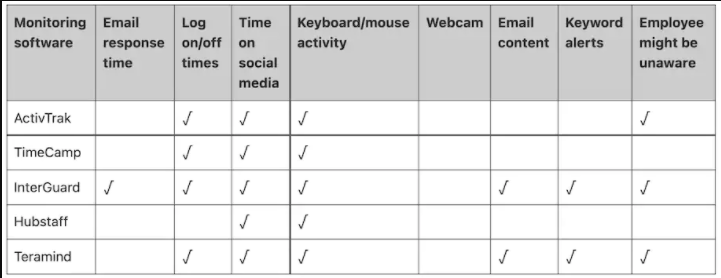 Monitoring software | Email response time | Log on/off times | Time on social media | Keyboard/mouse activity | Webcam | Email content | Keyword alerts | Employee might be unaware
ActivTrak | | √ | √ | √ | | | | √
TimeCamp | | √ | √ | √ | | | |
InterGuard | √ | √ | √ | √ | | √ | √ | √
Hubstaff | | | √ | √ | | | |
Teramind | | √ | √ | √ | | √ | √ | √